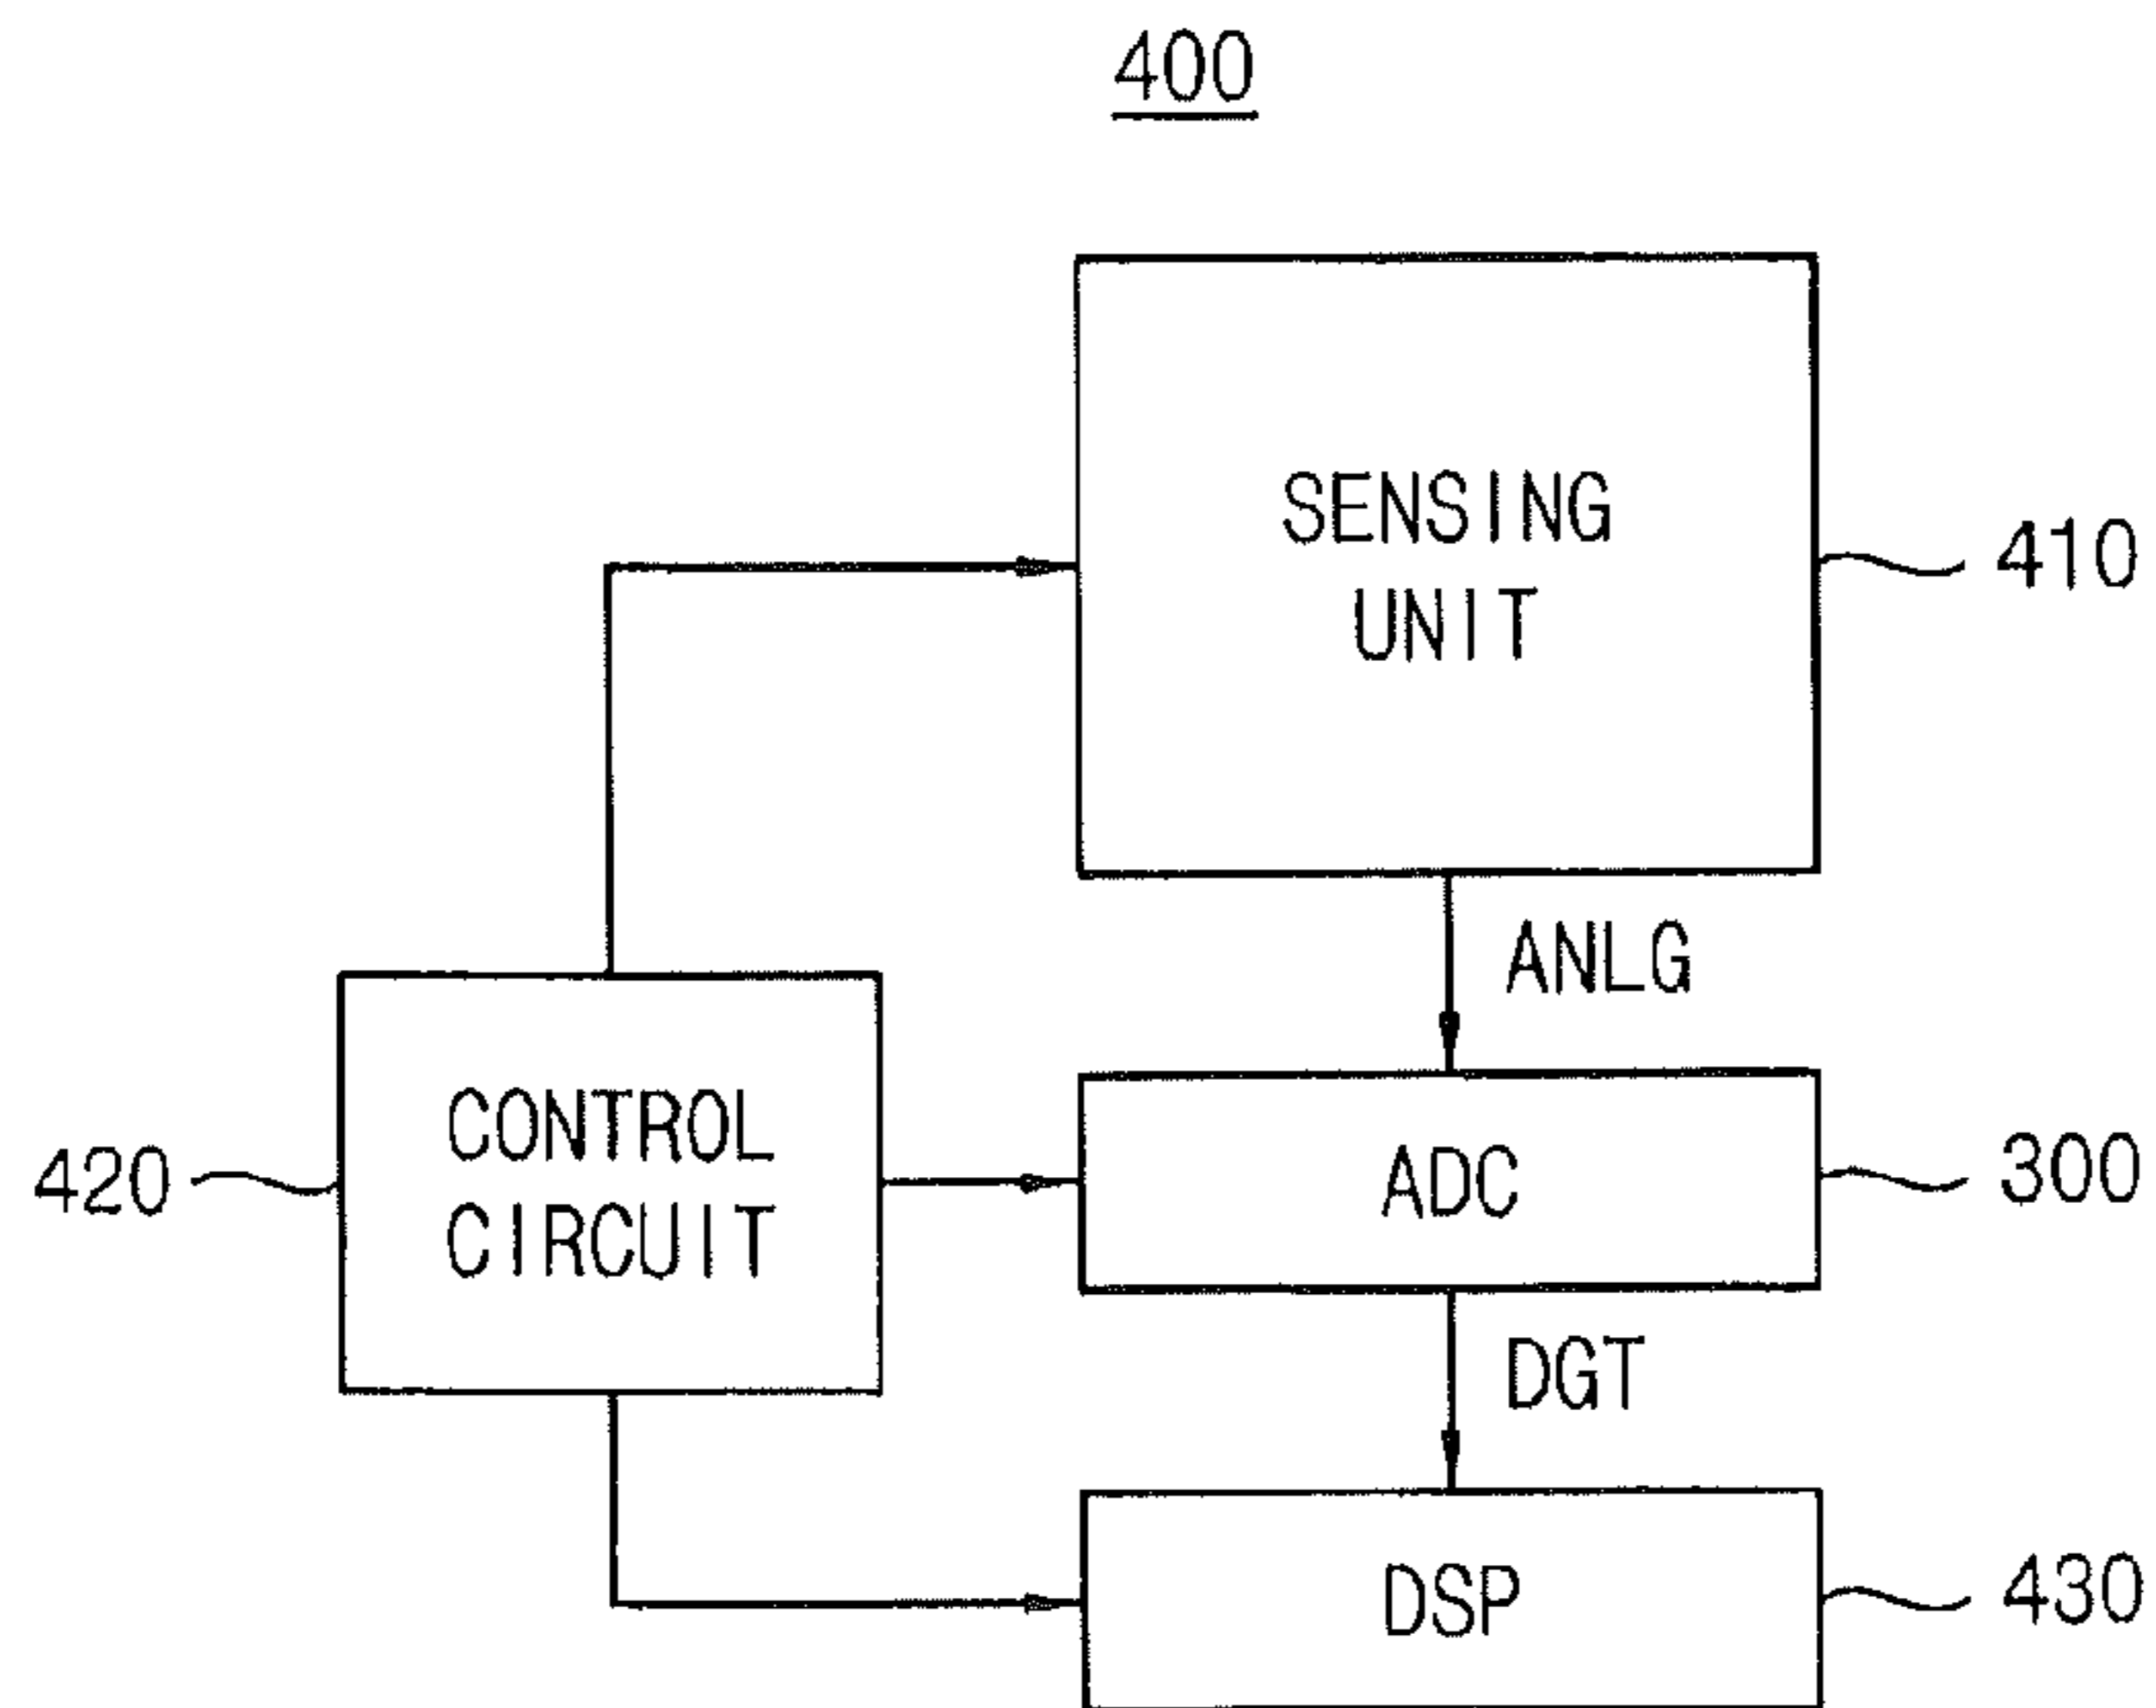 400
SENSING
UNIT
410
ANLG
CONTROL
CIRCUIT
420
ADC
300
DGT
DSP
430